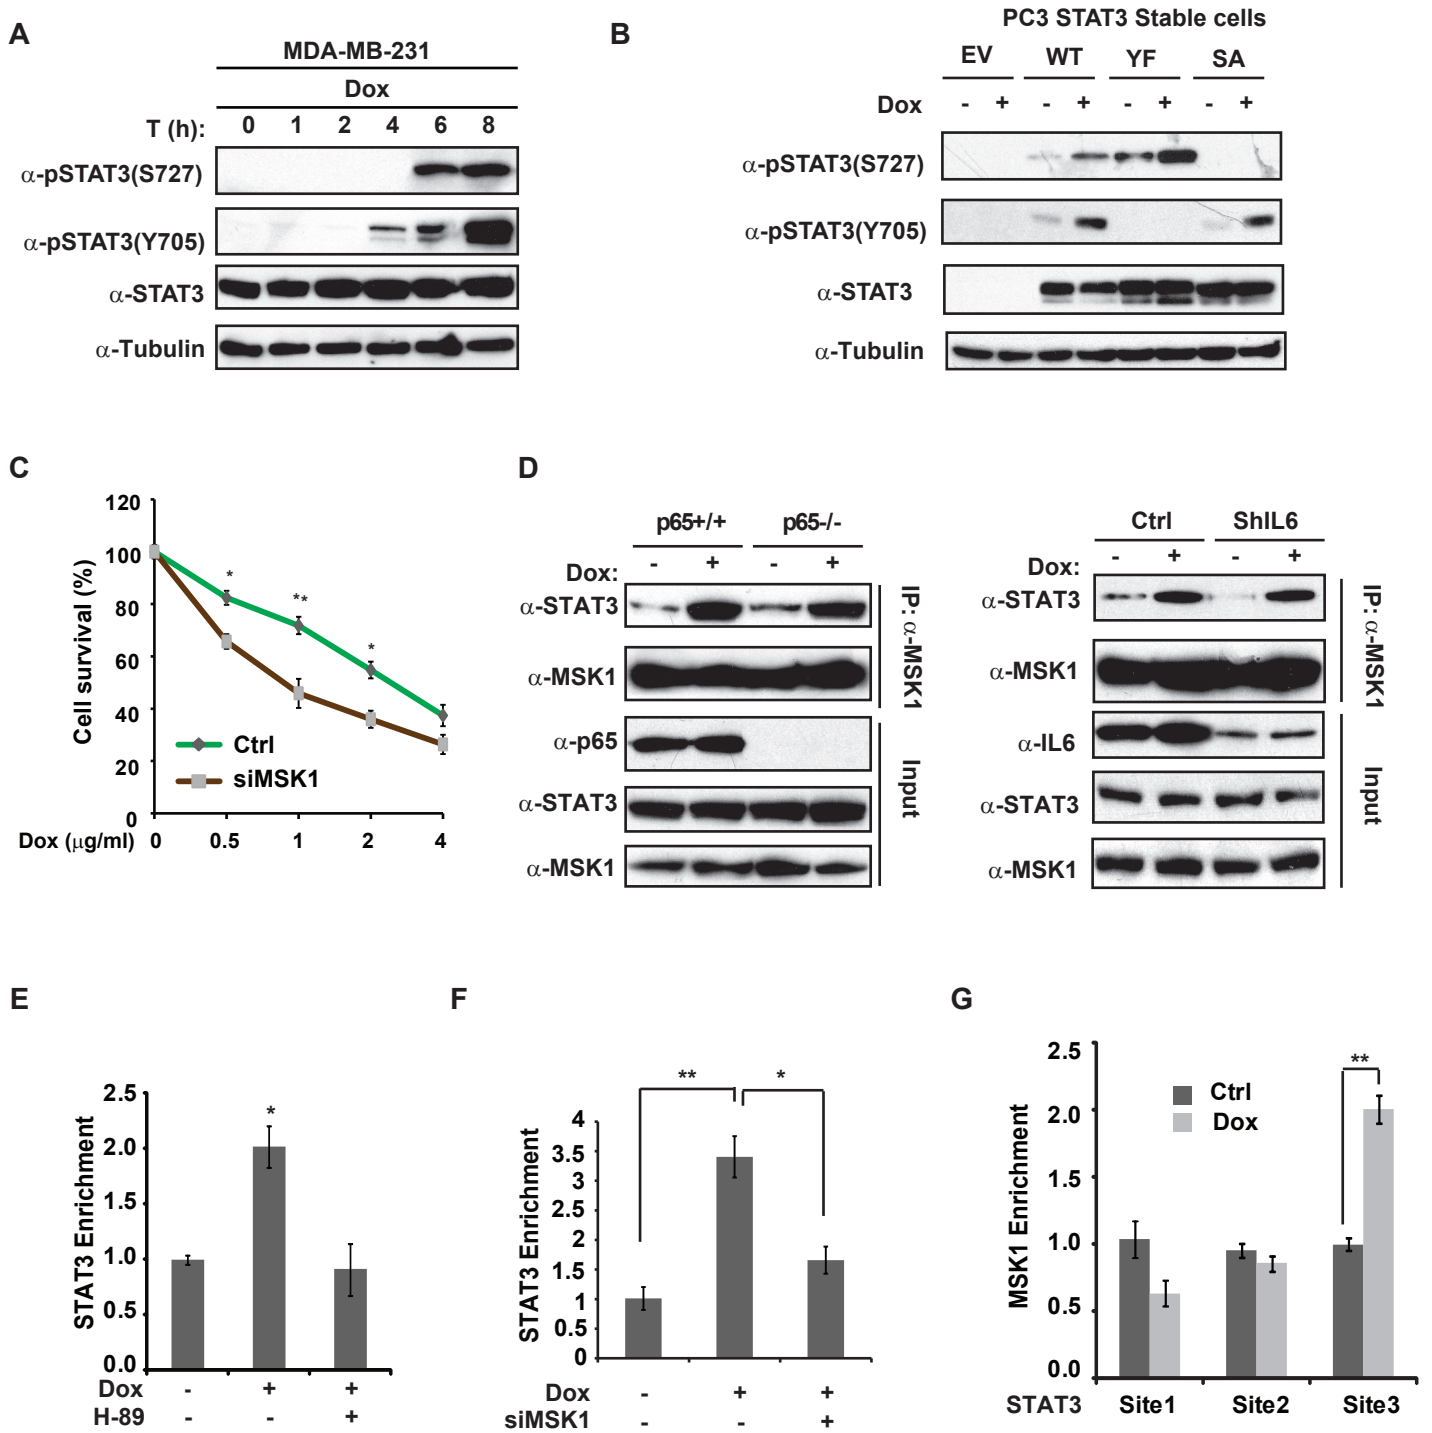 A
MDA-MB-231
Dox
T (h): 0 1 2 4 6 8
α-pSTAT3(S727)
α-pSTAT3(Y705)
α-STAT3
α-Tubulin
B
PC3 STAT3 Stable cells
EV WT YF SA
Dox - + - + - + - +
α-pSTAT3(S727)
α-pSTAT3(Y705)
α-STAT3
α-Tubulin
C
Cell survival (%)
120
100
80
60
40
20
0
* ** *
Ctrl
siMSK1
Dox (μg/ml) 0 0.5 1 2 4
D
p65+/+ p65-/-
Dox: - + - +
α-STAT3
α-MSK1
α-p65
α-STAT3
α-MSK1
IP: α-MSK1
Input
Ctrl ShIL6
Dox: - + - +
α-STAT3
α-MSK1
α-IL6
α-STAT3
α-MSK1
IP: α-MSK1
Input
E
STAT3 Enrichment
2.5
2.0
1.5
1.0
0.5
0.0
*
Dox - + +
H-89 - - +
F
STAT3 Enrichment
4
3.5
3
2.5
2
1.5
1
0.5
0
** *
Dox - + +
siMSK1 - - +
G
MSK1 Enrichment
2.5
2.0
1.5
1.0
0.5
0.0
Ctrl
Dox
**
STAT3 Site1 Site2 Site3